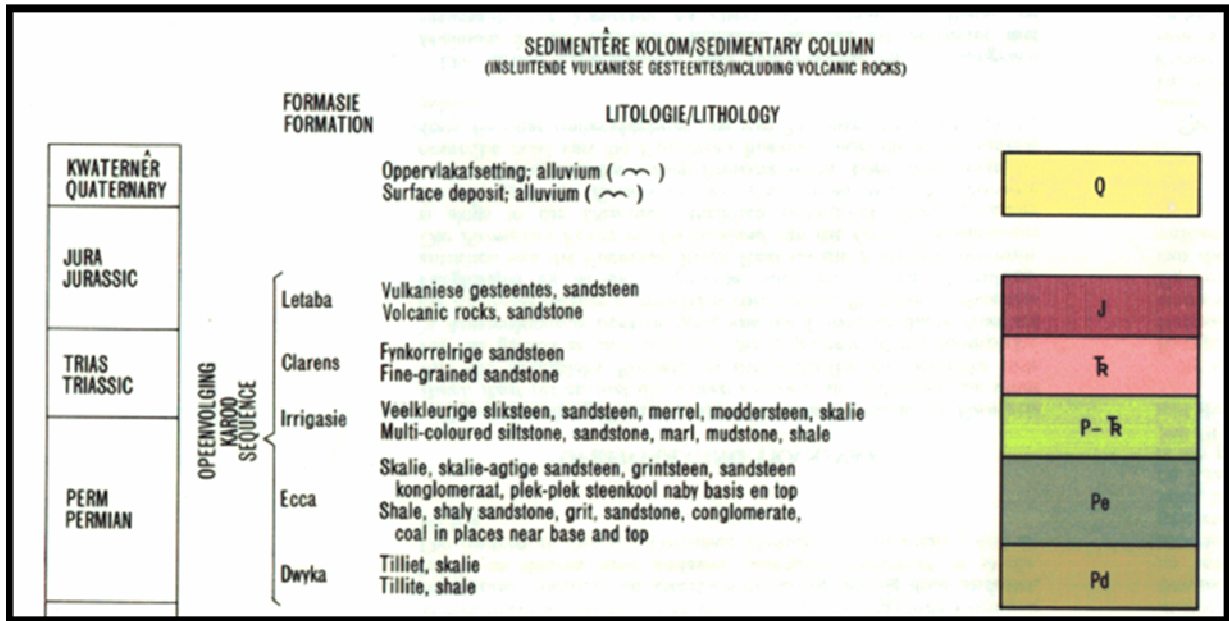 SEDIMENTÊRE KOLOM/SEDIMENTARY COLUMN
(INSLUITENDE VULKANIESE GESTEENTES/INCLUDING VOLCANIC ROCKS)
FORMASIE
FORMATION
LITOLOGIE/LITHOLOGY
KWATERNÊR
QUATERNARY
Oppervlakafsetting; alluvium ( )
Surface deposit; alluvium ( )
Q
JURA
JURASSIC
Letaba
Vulkaniese gesteentes, sandsteen
Volcanic rocks, sandstone
J
TRIAS
TRIASSIC
Clarens
Fynkorrelrige sandsteen
Fine-grained sandstone
TR
OPEENVOLGING
KAROO
SEQUENCE
Irrigasie
Veelkleurige sliksteen, sandsteen, merrel, moddersteen, skalie
Multi-coloured siltstone, sandstone, marl, mudstone, shale
P– TR
PERM
PERMIAN
Ecca
Skalie, skalie-agtige sandsteen, grintsteen, sandsteen
konglomeraat, plek-plek steenkool naby basis en top
Shale, shaly sandstone, grit, sandstone, conglomerate,
coal in places near base and top
Pe
Dwyka
Tilliet, skalie
Tillite, shale
Pd